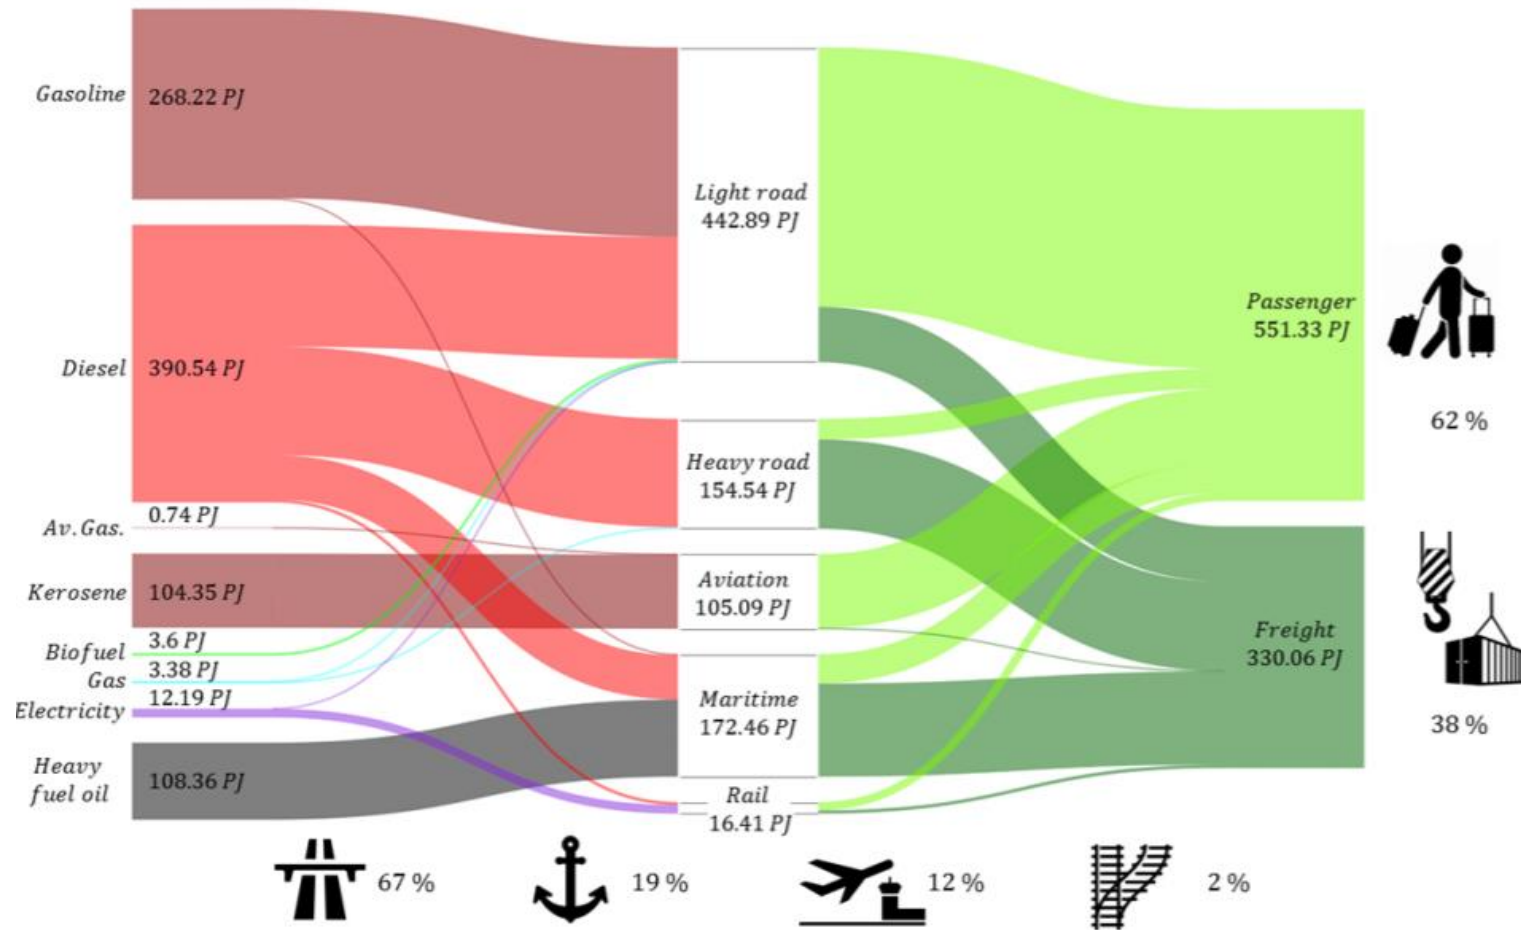 Gasoline
268.22 PJ
Diesel
390.54 PJ
Av.Gas.
0.74 PJ
Kerosene
104.35 PJ
Biofuel
3.6 PJ
Gas
3.38 PJ
Electricity
12.19 PJ
Heavy
fuel oil
108.36 PJ
Light road
442.89 PJ
Heavy road
154.54 PJ
Aviation
105.09 PJ
Maritime
172.46 PJ
Rail
16.41 PJ
Passenger
551.33 PJ
62 %
Freight
330.06 PJ
38 %
67 %
19 %
12 %
2 %